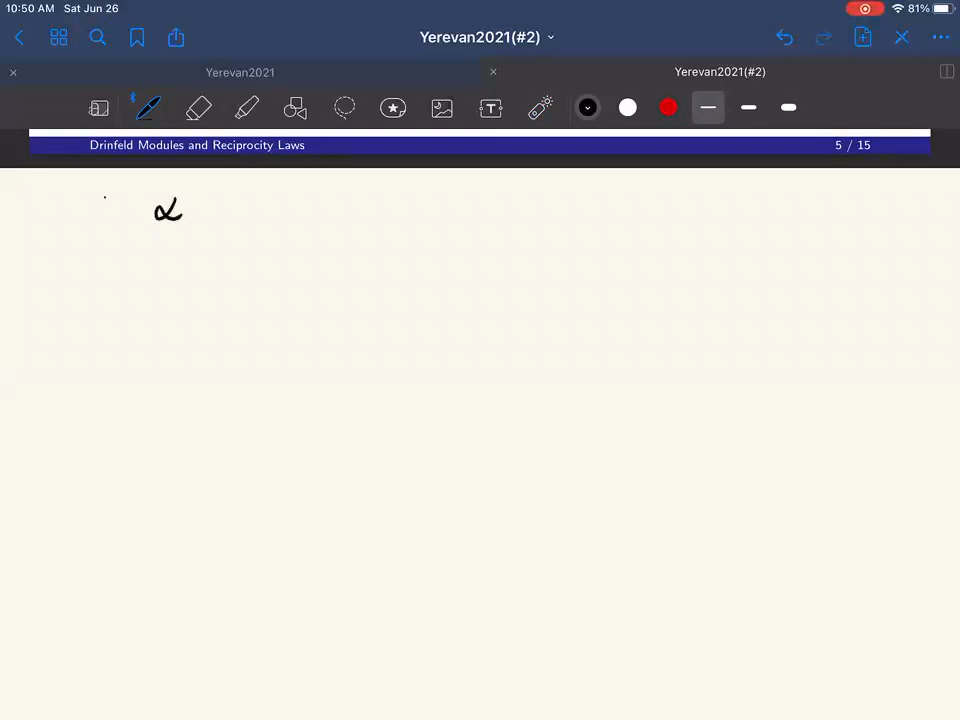 10:50 AM Sat Jun 26
81%
Yerevan2021(#2)
Yerevan2021
Yerevan2021(#2)
T
Drinfeld Modules and Reciprocity Laws
5 / 15
α